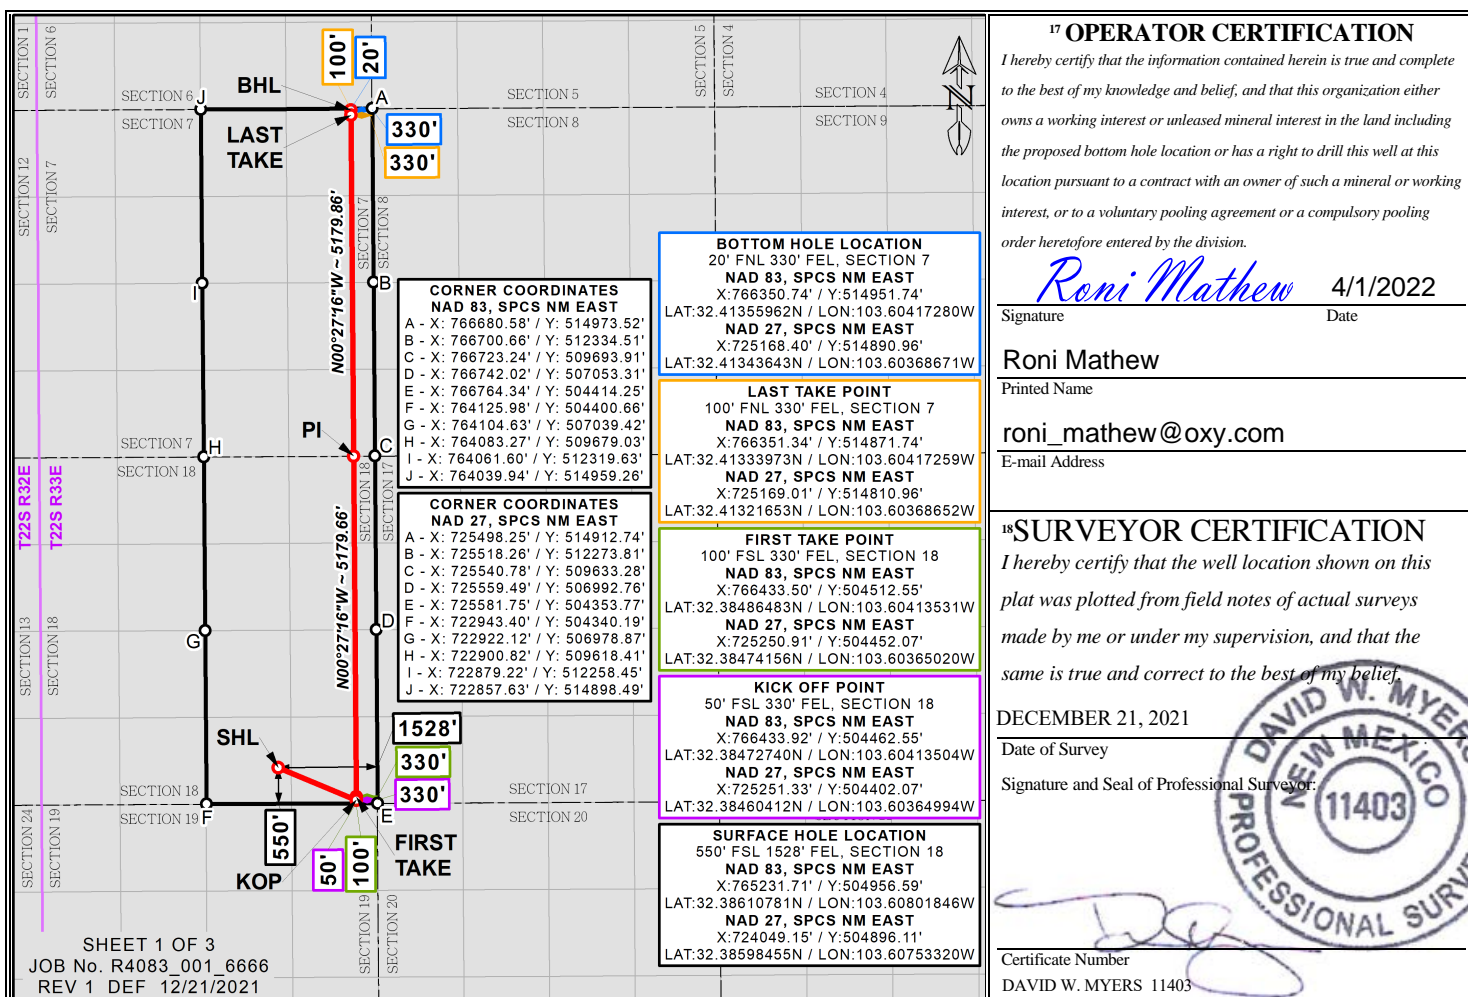 SECTION 1
SECTION 6
SECTION 5
SECTION 4
100'
20'
BHL
SECTION 6
J
A
SECTION 5
SECTION 4
SECTION 7
SECTION 8
SECTION 9
N
LAST
TAKE
330'
330'
SECTION 12
SECTION 7
N00°27'16"W ~ 5179.86'
SECTION 7
SECTION 8
I
B
PI
SECTION 7
H
C
SECTION 18
T22S R32E
T22S R33E
SECTION 18
SECTION 17
N00°27'16"W ~ 5179.66'
SECTION 13
SECTION 18
G
D
SHL
1528'
330'
330'
SECTION 18
SECTION 17
F
E
SECTION 19
SECTION 20
550'
50'
100'
KOP
FIRST
TAKE
SECTION 24
SECTION 19
SECTION 19
SECTION 20
SHEET 1 OF 3
JOB No. R4083_001_6666
REV 1 DEF 12/21/2021
CORNER COORDINATES
NAD 83, SPCS NM EAST
A - X: 766680.58' / Y: 514973.52'
B - X: 766700.66' / Y: 512334.51'
C - X: 766723.24' / Y: 509693.91'
D - X: 766742.02' / Y: 507053.31'
E - X: 766764.34' / Y: 504414.25'
F - X: 764125.98' / Y: 504400.66'
G - X: 764104.63' / Y: 507039.42'
H - X: 764083.27' / Y: 509679.03'
I - X: 764061.60' / Y: 512319.63'
J - X: 764039.94' / Y: 514959.26'
CORNER COORDINATES
NAD 27, SPCS NM EAST
A - X: 725498.25' / Y: 514912.74'
B - X: 725518.26' / Y: 512273.81'
C - X: 725540.78' / Y: 509633.28'
D - X: 725559.49' / Y: 506992.76'
E - X: 725581.75' / Y: 504353.77'
F - X: 722943.40' / Y: 504340.19'
G - X: 722922.12' / Y: 506978.87'
H - X: 722900.82' / Y: 509618.41'
I - X: 722879.22' / Y: 512258.45'
J - X: 722857.63' / Y: 514898.49'
BOTTOM HOLE LOCATION
20' FNL 330' FEL, SECTION 7
NAD 83, SPCS NM EAST
X:766350.74' / Y:514951.74'
LAT:32.41355962N / LON:103.60417280W
NAD 27, SPCS NM EAST
X:725168.40' / Y:514890.96'
LAT:32.41343643N / LON:103.60368671W
LAST TAKE POINT
100' FNL 330' FEL, SECTION 7
NAD 83, SPCS NM EAST
X:766351.34' / Y:514871.74'
LAT:32.41333973N / LON:103.60417259W
NAD 27, SPCS NM EAST
X:725169.01' / Y:514810.96'
LAT:32.41321653N / LON:103.60368652W
FIRST TAKE POINT
100' FSL 330' FEL, SECTION 18
NAD 83, SPCS NM EAST
X:766433.50' / Y:504512.55'
LAT:32.38486483N / LON:103.60413531W
NAD 27, SPCS NM EAST
X:725250.91' / Y:504452.07'
LAT:32.38474156N / LON:103.60365020W
KICK OFF POINT
50' FSL 330' FEL, SECTION 18
NAD 83, SPCS NM EAST
X:766433.92' / Y:504462.55'
LAT:32.38472740N / LON:103.60413504W
NAD 27, SPCS NM EAST
X:725251.33' / Y:504402.07'
LAT:32.38460412N / LON:103.60364994W
SURFACE HOLE LOCATION
550' FSL 1528' FEL, SECTION 18
NAD 83, SPCS NM EAST
X:765231.71' / Y:504956.59'
LAT:32.38610781N / LON:103.60801846W
NAD 27, SPCS NM EAST
X:724049.15' / Y:504896.11'
LAT:32.38598455N / LON:103.60753320W
17 OPERATOR CERTIFICATION
I hereby certify that the information contained herein is true and complete
to the best of my knowledge and belief, and that this organization either
owns a working interest or unleased mineral interest in the land including
the proposed bottom hole location or has a right to drill this well at this
location pursuant to a contract with an owner of such a mineral or working
interest, or to a voluntary pooling agreement or a compulsory pooling
order heretofore entered by the division.
Roni Mathew 4/1/2022
Signature Date
Roni Mathew
Printed Name
roni_mathew@oxy.com
E-mail Address
18SURVEYOR CERTIFICATION
I hereby certify that the well location shown on this
plat was plotted from field notes of actual surveys
made by me or under my supervision, and that the
same is true and correct to the best of my belief.
DECEMBER 21, 2021
Date of Survey
Signature and Seal of Professional Surveyor:
DAVID W. MYERS
NEW MEXICO
11403
PROFESSIONAL SURVE
Certificate Number
DAVID W. MYERS 11403